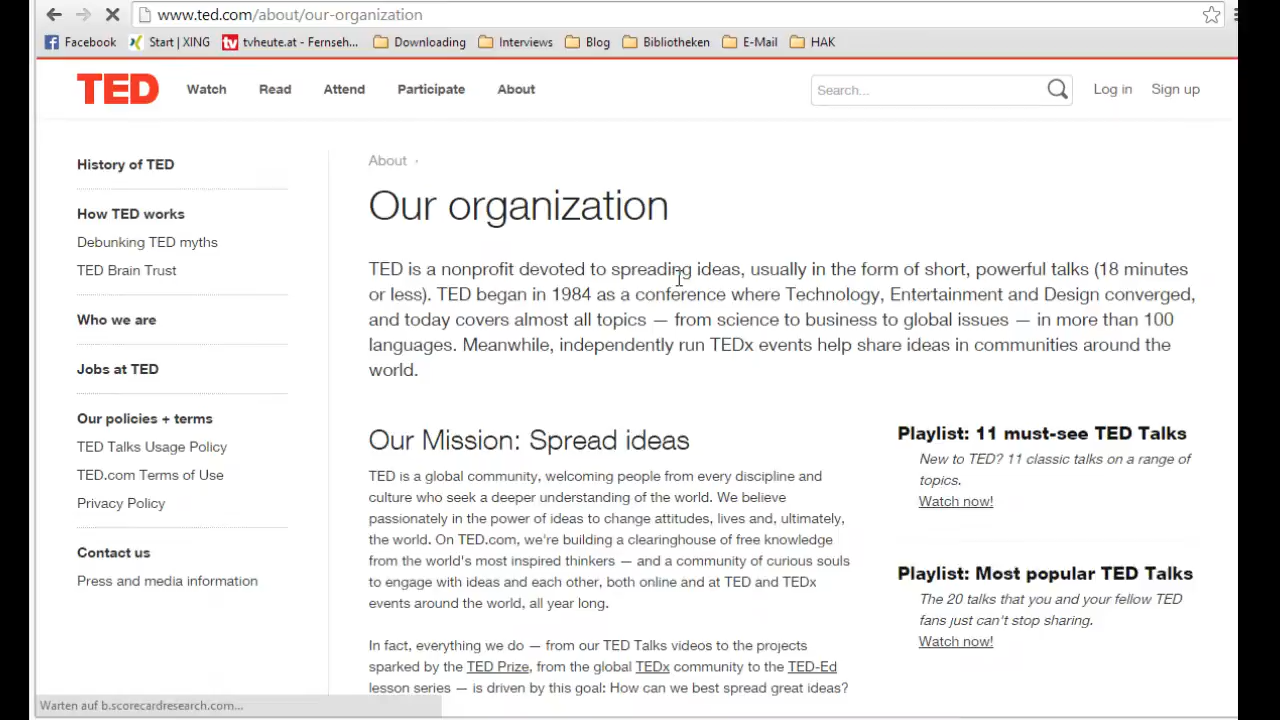 www.ted.com/about/our-organization
Facebook Start | XING tvheute.at - Fernseh... Downloading Interviews Blog Bibliotheken E-Mail HAK
TED Watch Read Attend Participate About Search... Log in Sign up
History of TED
How TED works
Debunking TED myths
TED Brain Trust
Who we are
Jobs at TED
Our policies + terms
TED Talks Usage Policy
TED.com Terms of Use
Privacy Policy
Contact us
Press and media information
About
Our organization
TED is a nonprofit devoted to spreading ideas, usually in the form of short, powerful talks (18 minutes
or less). TED began in 1984 as a conference where Technology, Entertainment and Design converged,
and today covers almost all topics — from science to business to global issues — in more than 100
languages. Meanwhile, independently run TEDx events help share ideas in communities around the
world.
Our Mission: Spread ideas
TED is a global community, welcoming people from every discipline and
culture who seek a deeper understanding of the world. We believe
passionately in the power of ideas to change attitudes, lives and, ultimately,
the world. On TED.com, we're building a clearinghouse of free knowledge
from the world's most inspired thinkers — and a community of curious souls
to engage with ideas and each other, both online and at TED and TEDx
events around the world, all year long.
In fact, everything we do — from our TED Talks videos to the projects
sparked by the TED Prize, from the global TEDx community to the TED-Ed
lesson series — is driven by this goal: How can we best spread great ideas?
Playlist: 11 must-see TED Talks
New to TED? 11 classic talks on a range of
topics.
Watch now!
Playlist: Most popular TED Talks
The 20 talks that you and your fellow TED
fans just can't stop sharing.
Watch now!
Warten auf b.scorecardresearch.com...